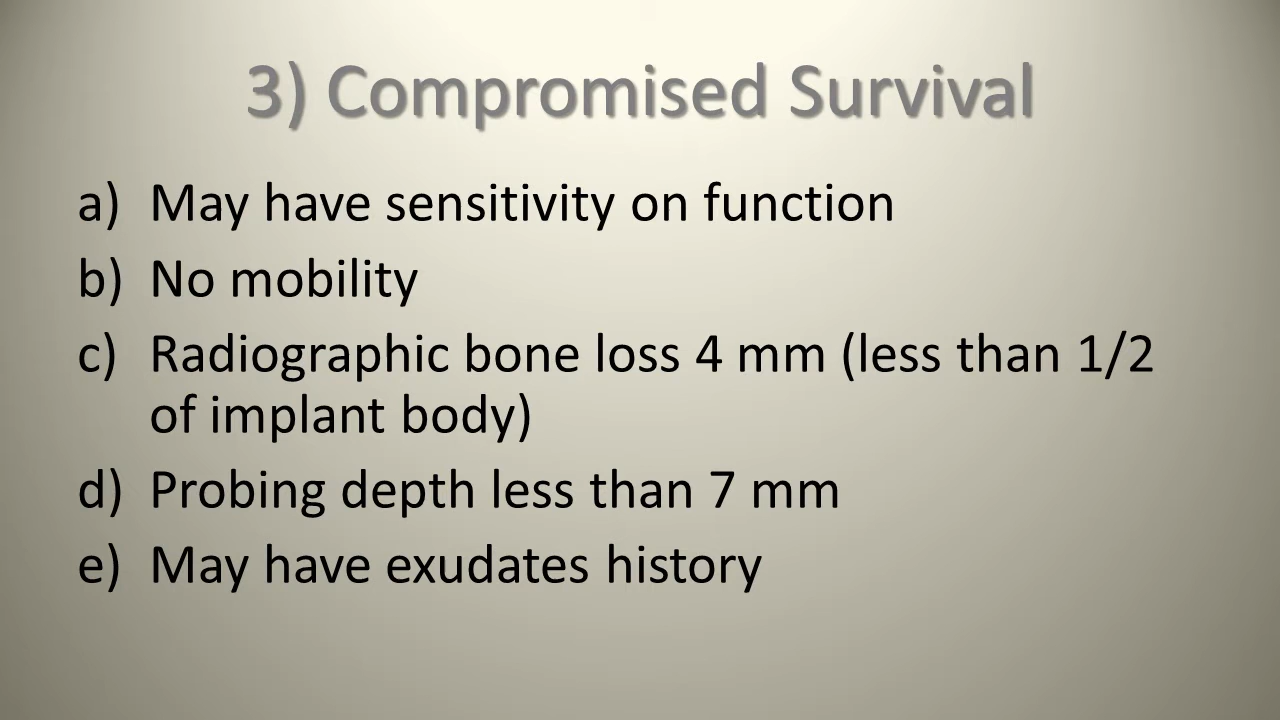 3) Compromised Survival
a) May have sensitivity on function
b) No mobility
c) Radiographic bone loss 4 mm (less than 1/2
of implant body)
d) Probing depth less than 7 mm
e) May have exudates history